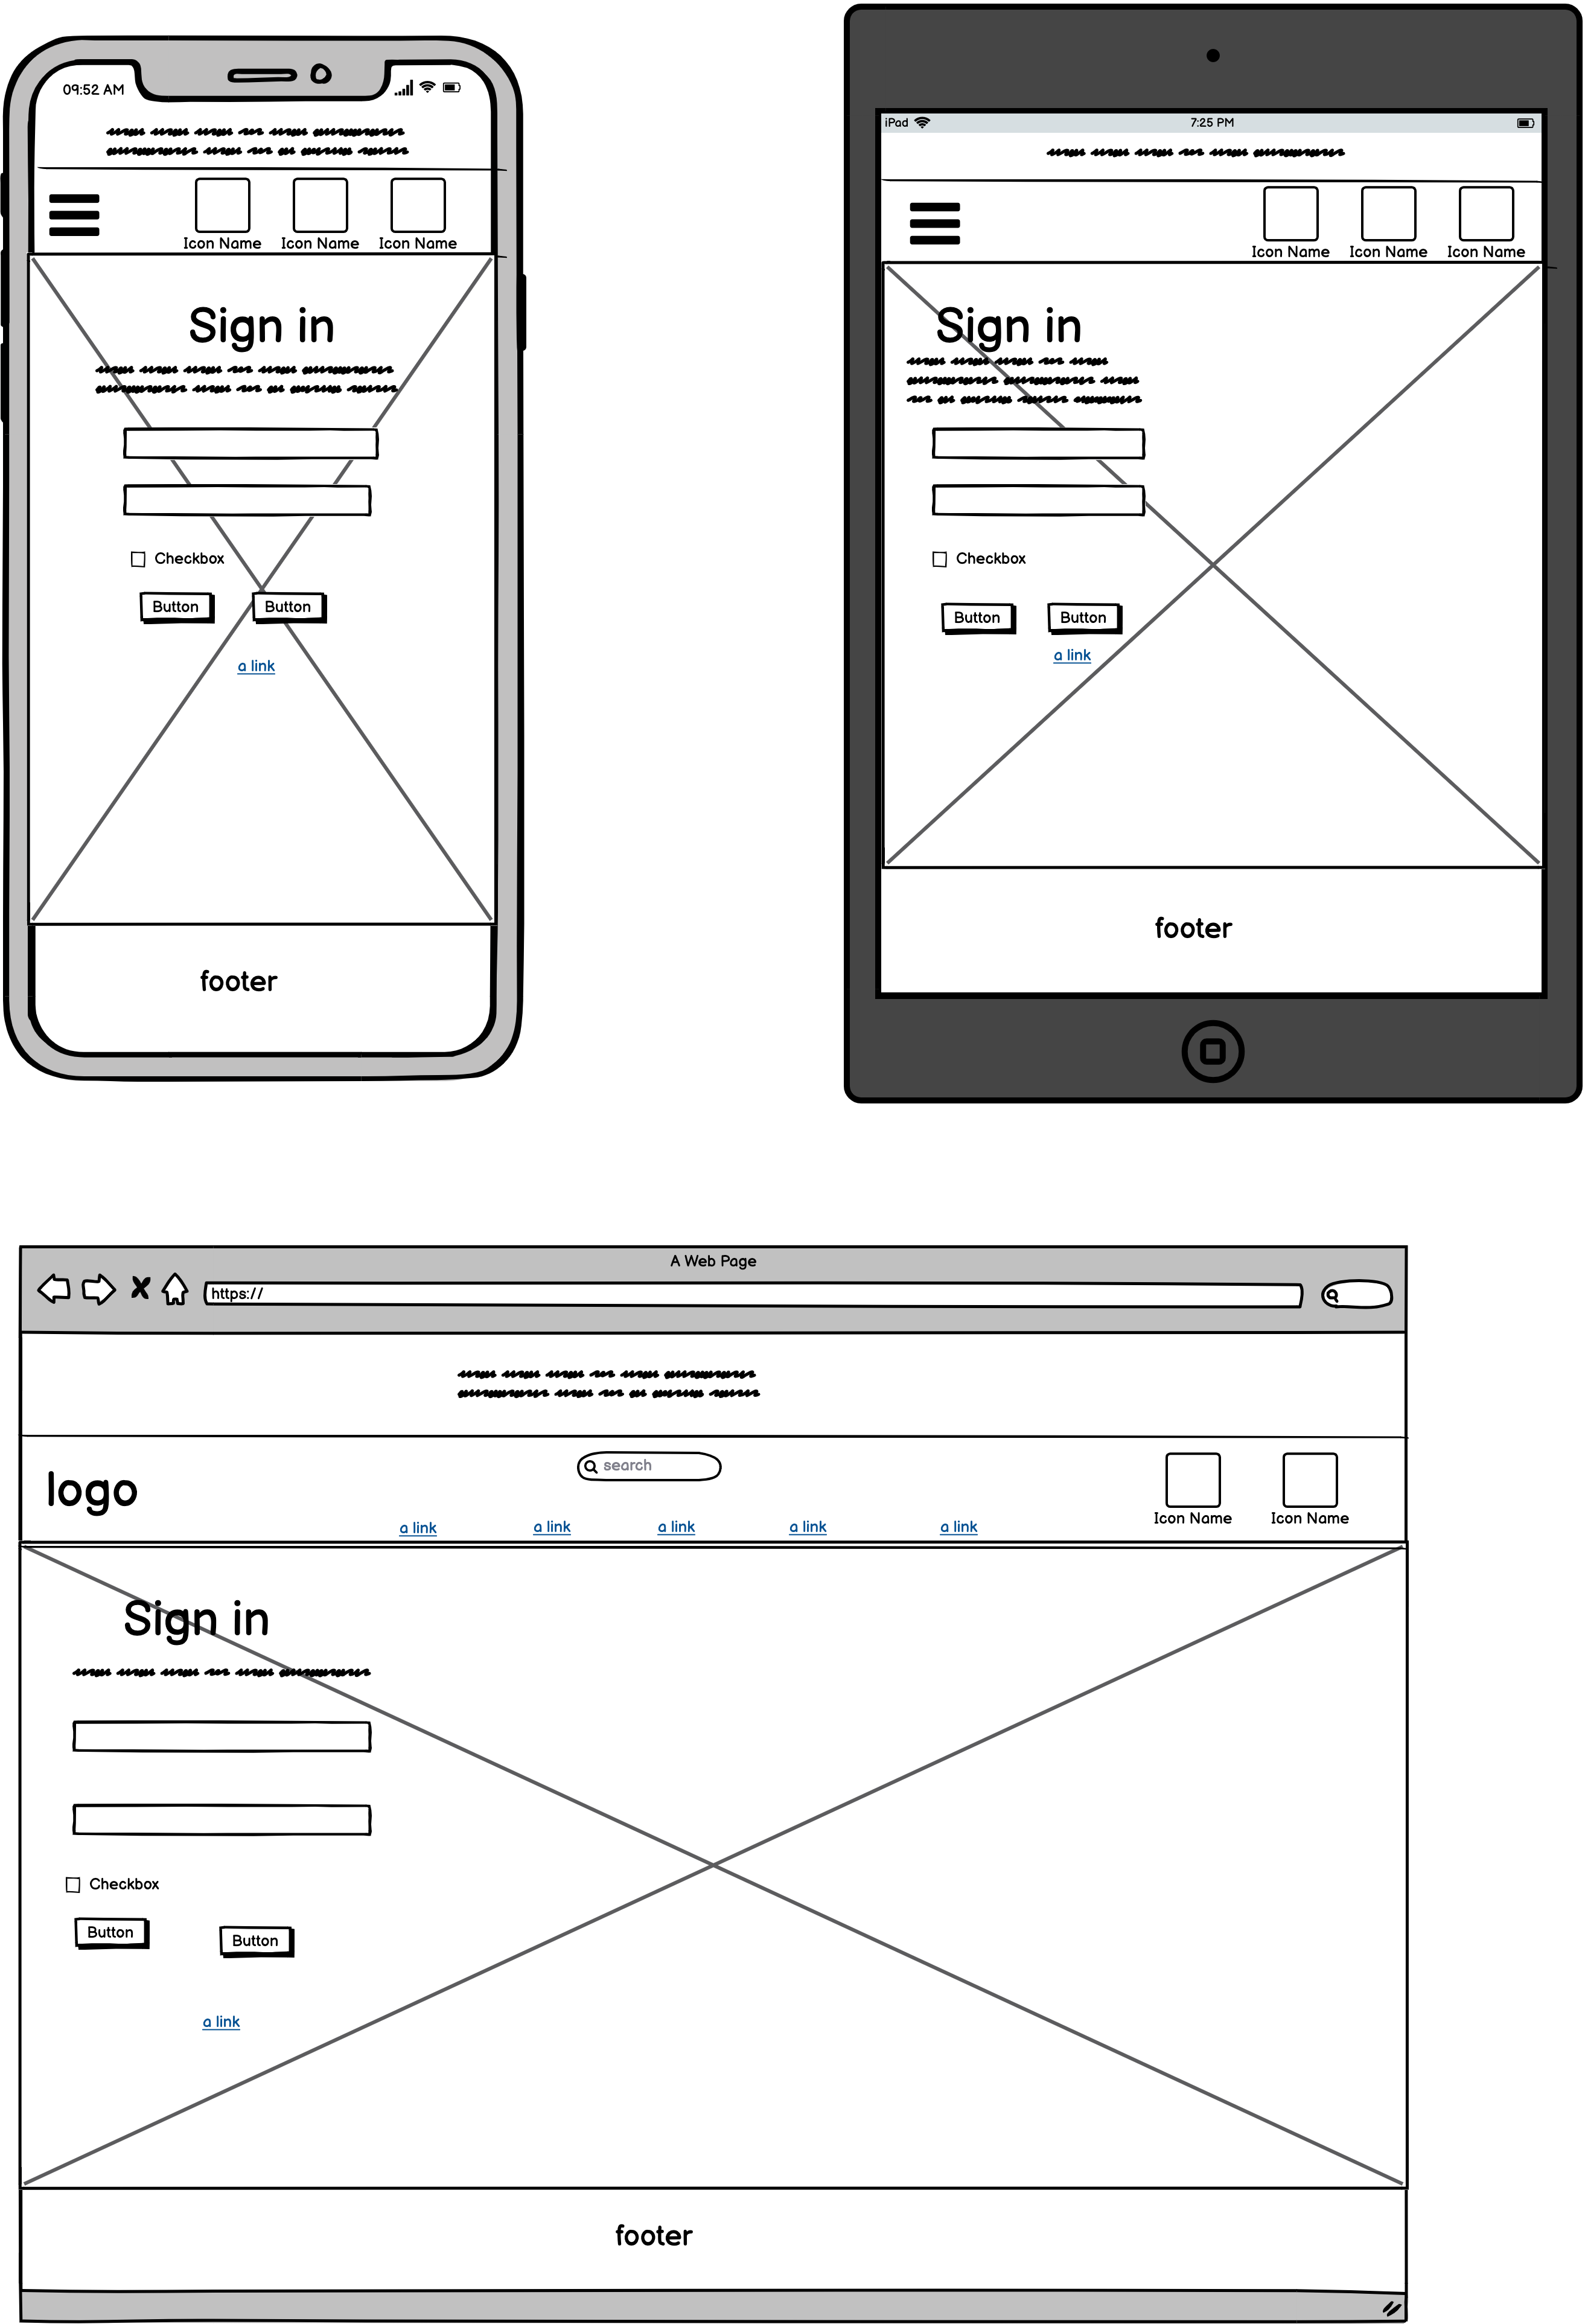 09:52 AM
Icon Name Icon Name Icon Name
Sign in
Checkbox
Button Button
a link
footer
iPad 7:25 PM
Icon Name Icon Name Icon Name
Sign in
Checkbox
Button Button
a link
footer
A Web Page
https://
search
logo
a link a link a link a link a link
Icon Name Icon Name
Sign in
Checkbox
Button Button
a link
footer